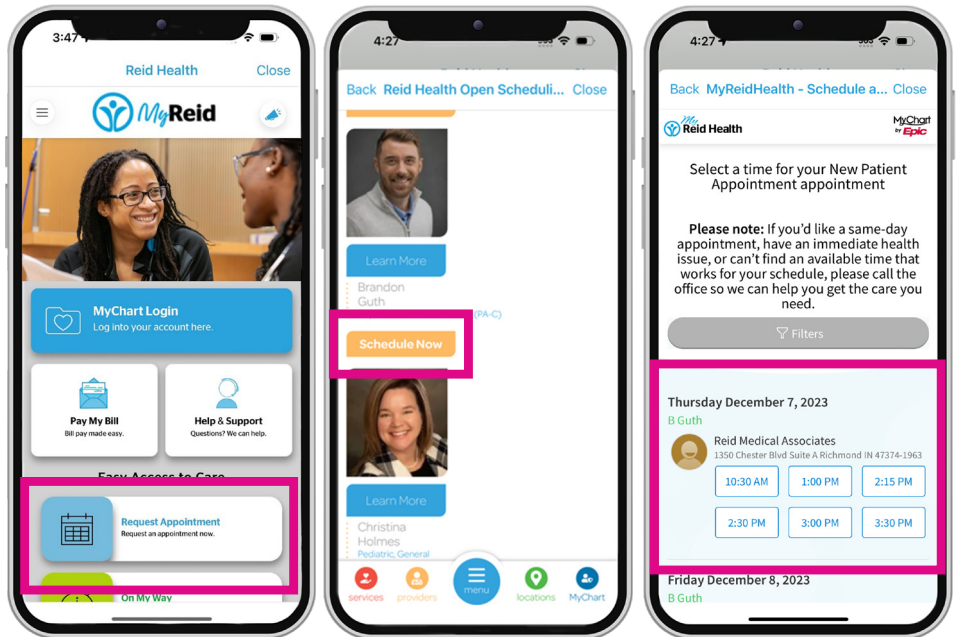 3:47
Reid Health
Close
MyReid
MyChart Login
Log into your account here.
Pay My Bill
Bill pay made easy.
Help & Support
Questions? We can help.
Easy Access to Care
Request Appointment
Request an appointment now.
On My Way
4:27
Back Reid Health Open Scheduli... Close
Learn More
Brandon
Guth
(PA-C)
Schedule Now
Learn More
Christina
Holmes
Pediatric, General
services
providers
menu
locations
MyChart
4:27
Back MyReidHealth - Schedule a... Close
My
Reid Health
MyChart
by Epic
Select a time for your New Patient
Appointment appointment
Please note: If you'd like a same-day
appointment, have an immediate health
issue, or can't find an available time that
works for your schedule, please call the
office so we can help you get the care you
need.
Filters
Thursday December 7, 2023
B Guth
Reid Medical Associates
1350 Chester Blvd Suite A Richmond IN 47374-1963
10:30 AM 1:00 PM 2:15 PM
2:30 PM 3:00 PM 3:30 PM
Friday December 8, 2023
B Guth